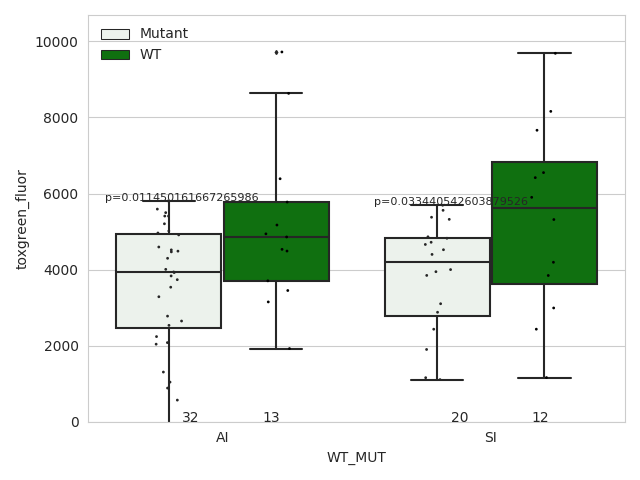 10000
8000
6000
4000
2000
0
toxgreen_fluor
Mutant
WT
p=0.011450161667265986
p=0.033440542603879526
32
13
20
12
AI
SI
WT_MUT